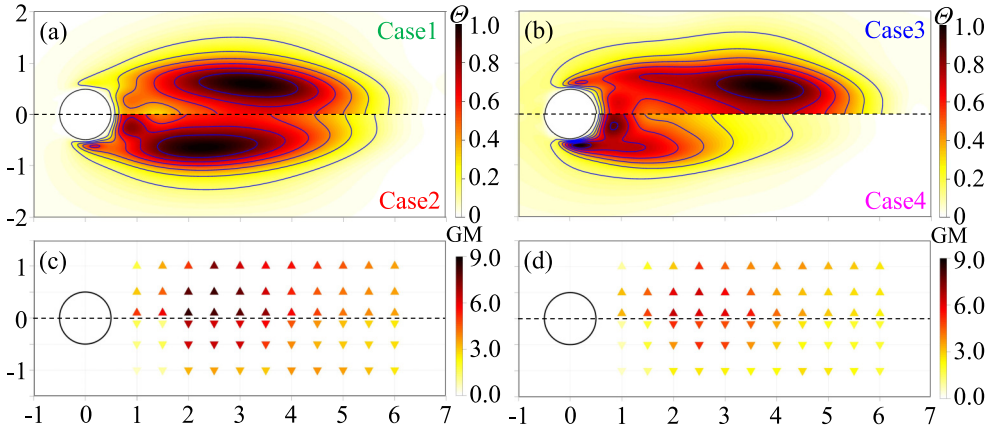 2 (a) Case1 Θ 1.0 (b) Case3 Θ 1.0
1 0.8 0.8
0.6 0.6
0 0.4 0.4
-1 0.2 0.2
-2 Case2 0 Case4 0
GM GM
1 (c) 9.0 (d) 9.0
6.0 6.0
0
3.0 3.0
-1 0.0 0.0
-1 0 1 2 3 4 5 6 7 -1 0 1 2 3 4 5 6 7